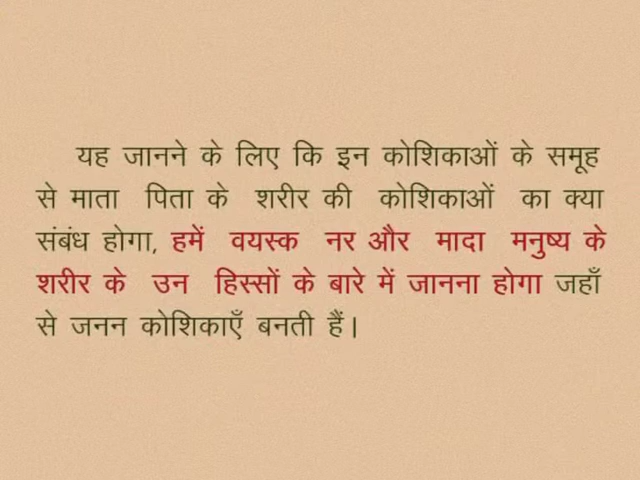 यह जानने के लिए कि इन कोशिकाओं के समूह
से माता पिता के शरीर की कोशिकाओं का क्या
संबंध होगा, हमें वयस्क नर और मादा मनुष्य के
शरीर के उन हिस्सों के बारे में जानना होगा जहाँ
से जनन कोशिकाएँ बनती हैं।